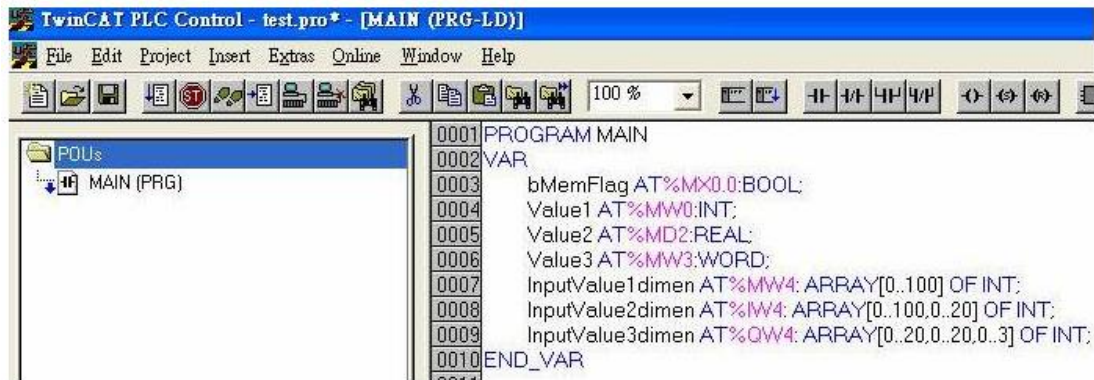 TwinCAT PLC Control - test.pro* - [MAIN (PRG-LD)]
File Edit Project Insert Extras Online Window Help
STOP
100 %
POUs
MAIN (PRG)
0001 PROGRAM MAIN
0002 VAR
0003 bMemFlag AT%MX0.0:BOOL;
0004 Value1 AT%MW0:INT;
0005 Value2 AT%MD2:REAL;
0006 Value3 AT%MW3:WORD;
0007 InputValue1dimen AT%MW4: ARRAY[0..100] OF INT;
0008 InputValue2dimen AT%IW4: ARRAY[0..100,0..20] OF INT;
0009 InputValue3dimen AT%QW4: ARRAY[0..20,0..20,0..3] OF INT;
0010 END_VAR